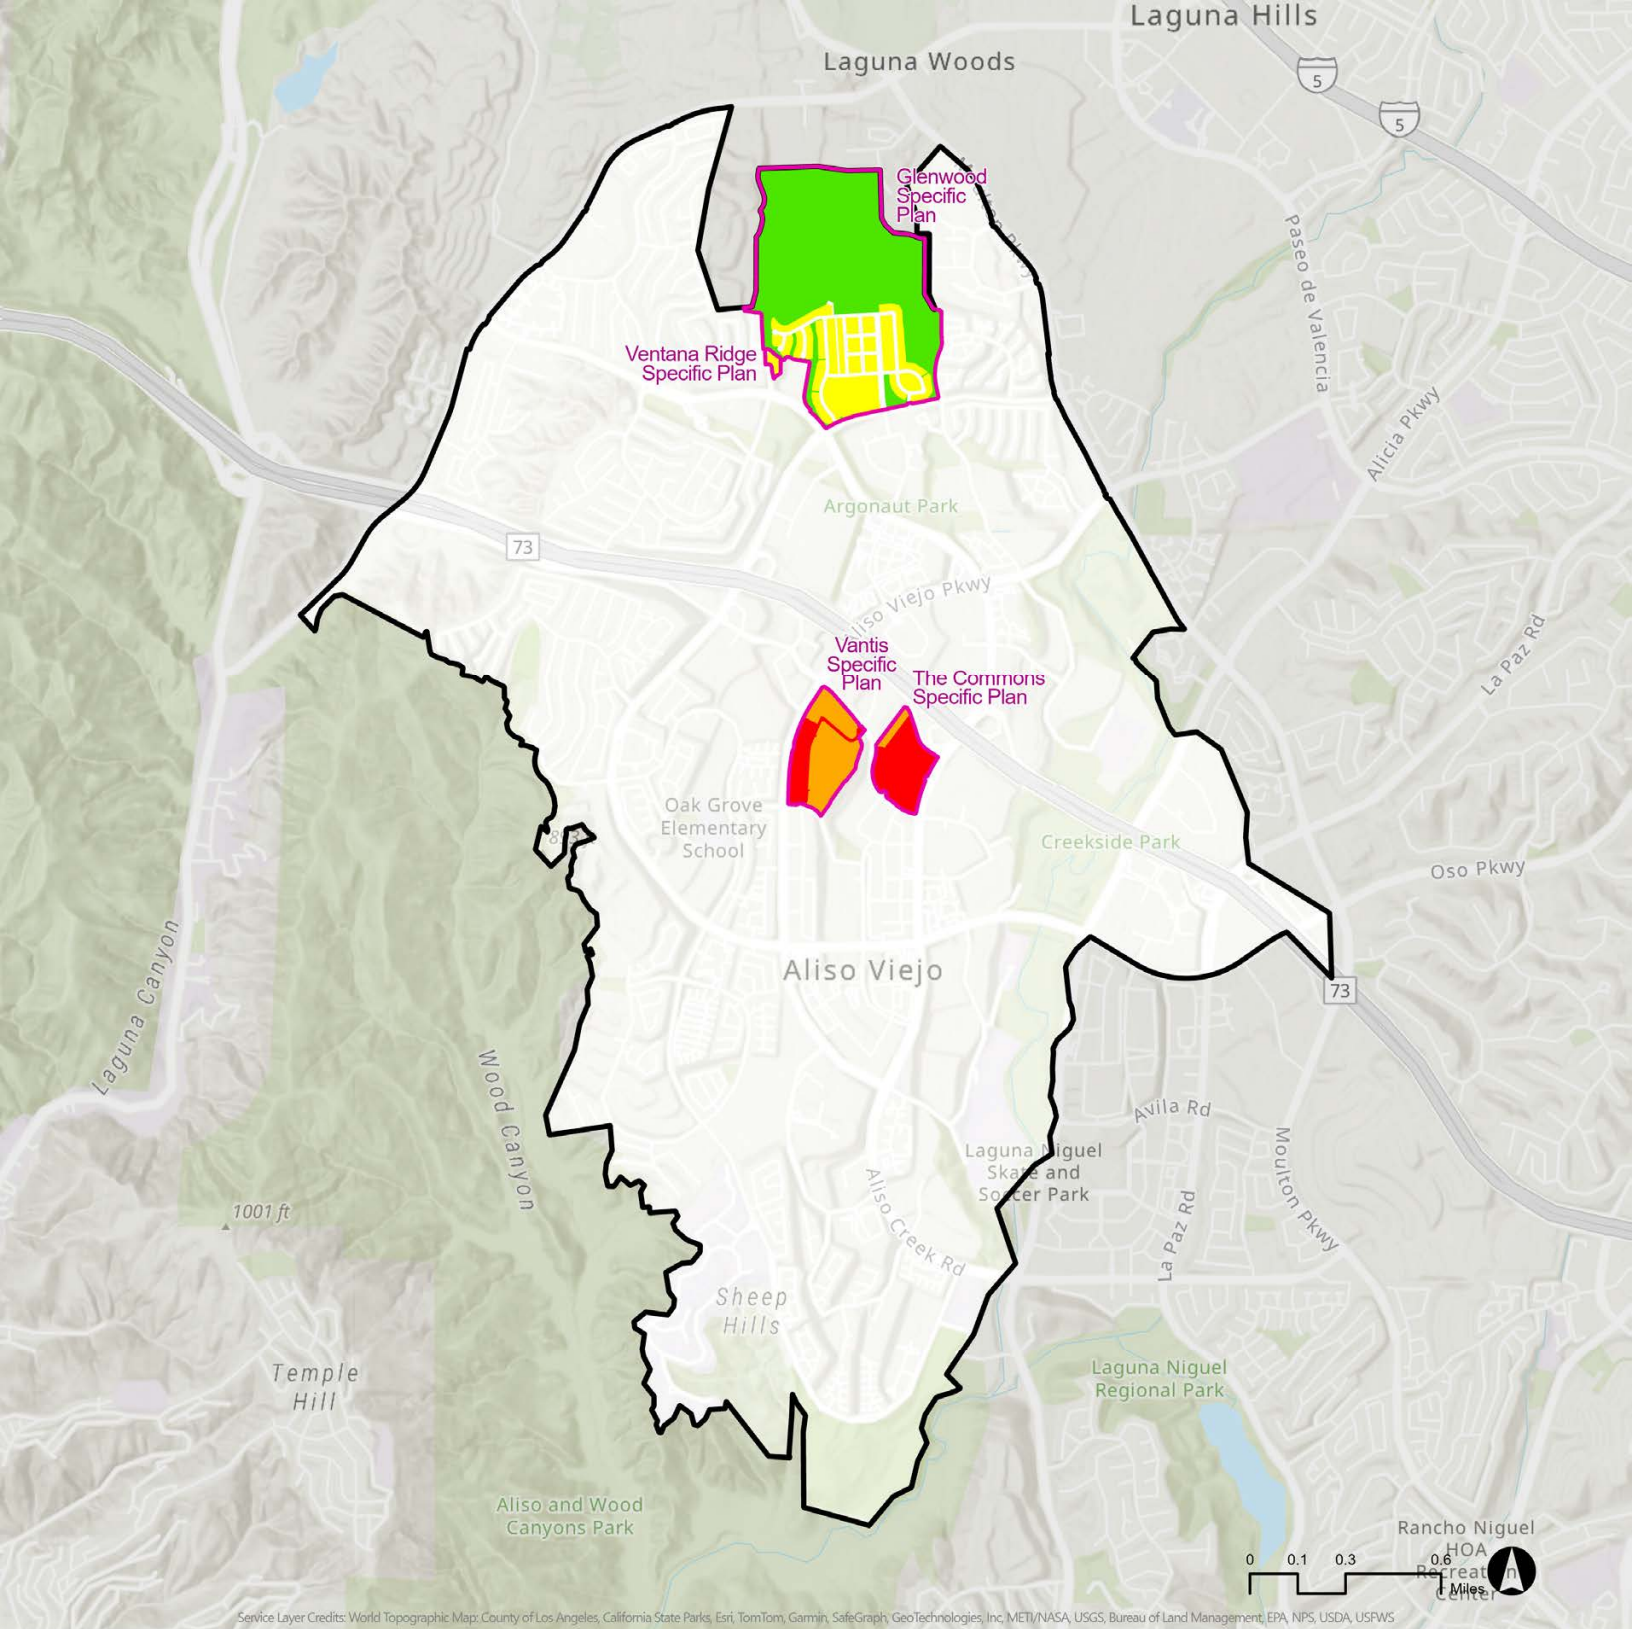 Laguna Hills
Laguna Woods
5
5
Glenwood
Specific
Plan
Moulton Pkwy
Paseo de Valencia
Ventana Ridge
Specific Plan
Alicia Pkwy
Argonaut Park
73
Aliso Viejo Pkwy
La Paz Rd
Vantis
Specific
Plan
The Commons
Specific Plan
Oak Grove
Elementary
School
893
Creekside Park
Oso Pkwy
Laguna Canyon
Aliso Viejo
73
Wood Canyon
Avila Rd
Laguna Niguel
Skate and
Soccer Park
Moulton Pkwy
La Paz Rd
Aliso Creek Rd
1001 ft
Sheep
Hills
Temple
Hill
Laguna Niguel
Regional Park
Aliso and Wood
Canyons Park
Rancho Niguel
HOA
Recreation
Center
0 0.1 0.3 0.6
Miles
Service Layer Credits: World Topographic Map: County of Los Angeles, California State Parks, Esri, TomTom, Garmin, SafeGraph, GeoTechnologies, Inc, METI/NASA, USGS, Bureau of Land Management, EPA, NPS, USDA, USFWS